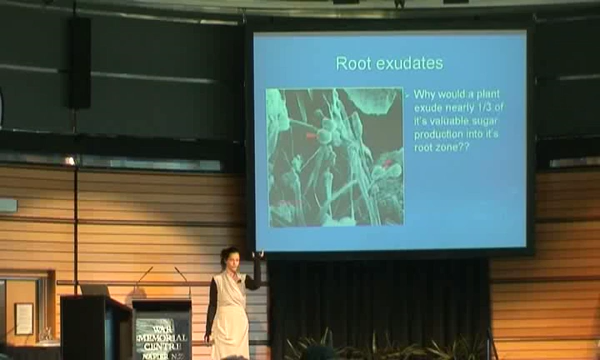 Root exudates
Why would a plant
exude nearly 1/3 of
it's valuable sugar
production into it's
root zone??
WAR
MEMORIAL
CENTRE
NAPIER N.Z.